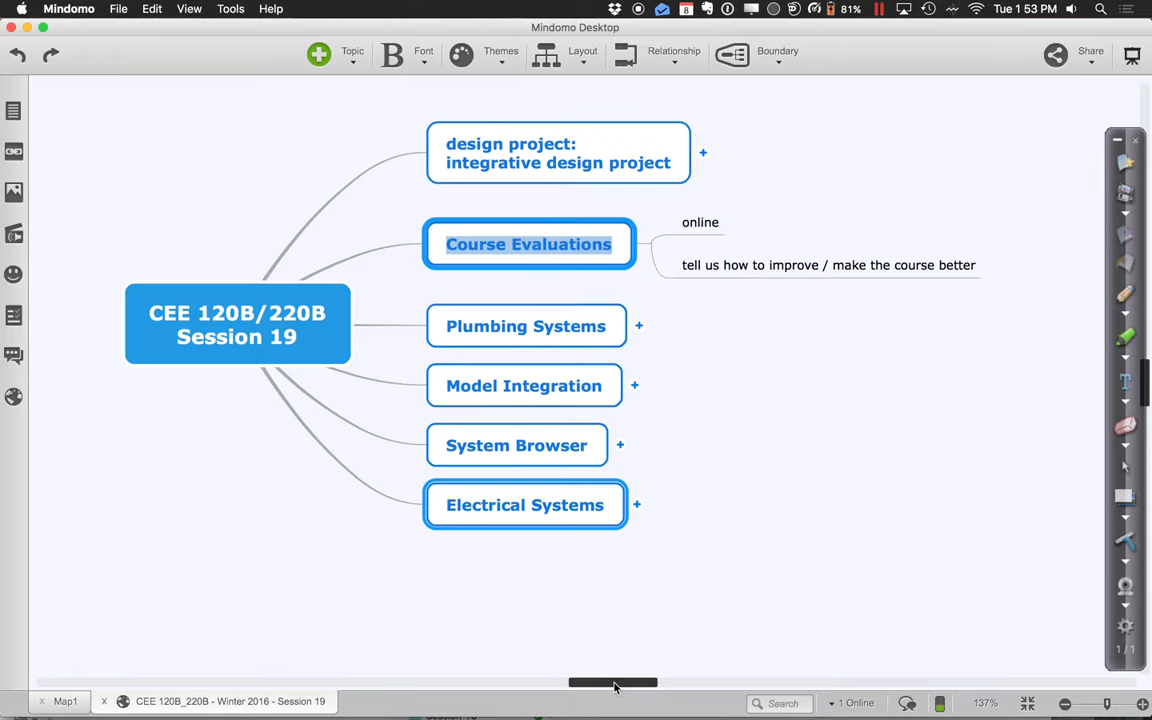 Mindomo File Edit View Tools Help
8 81% Tue 1:53 PM
Mindomo Desktop
Topic Font Themes Layout Relationship Boundary Share
design project:
integrative design project
+
online
Course Evaluations
tell us how to improve / make the course better
CEE 120B/220B
Session 19
Plumbing Systems +
Model Integration +
System Browser +
Electrical Systems +
1 / 1
x Map1 x CEE 120B_220B - Winter 2016 - Session 19 Search 1 Online 137%